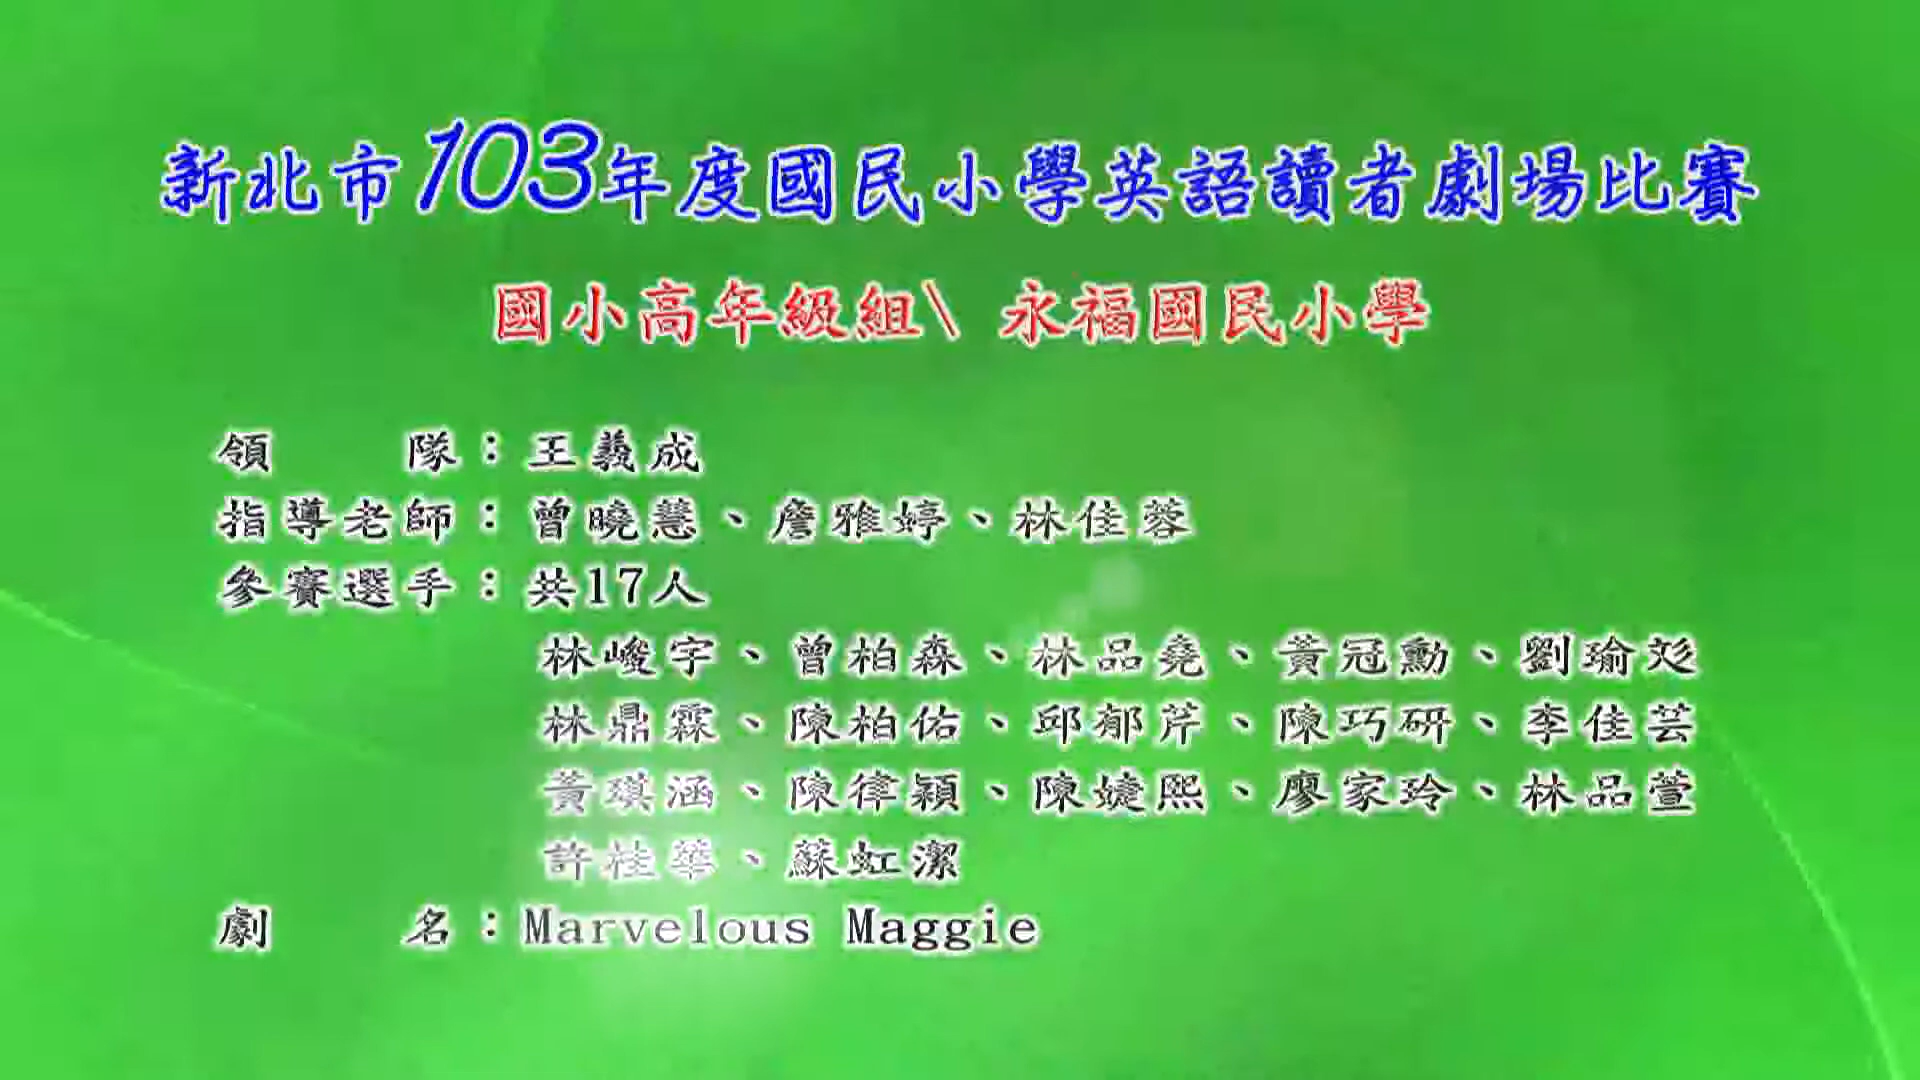 新北市103年度國民小學英語讀者劇場比賽
國小高年級組\ 永福國民小學
領　　隊：王義成
指導老師：曾曉慧、詹雅婷、林佳蓉
參賽選手：共17人
林峻宇、曾柏森、林品堯、黃冠勳、劉瑜彣
林鼎霖、陳柏佑、邱郁芹、陳巧研、李佳芸
黃琪涵、陳律穎、陳婕熙、廖家玲、林品萱
許桂華、蘇虹潔
劇　　名：Marvelous Maggie